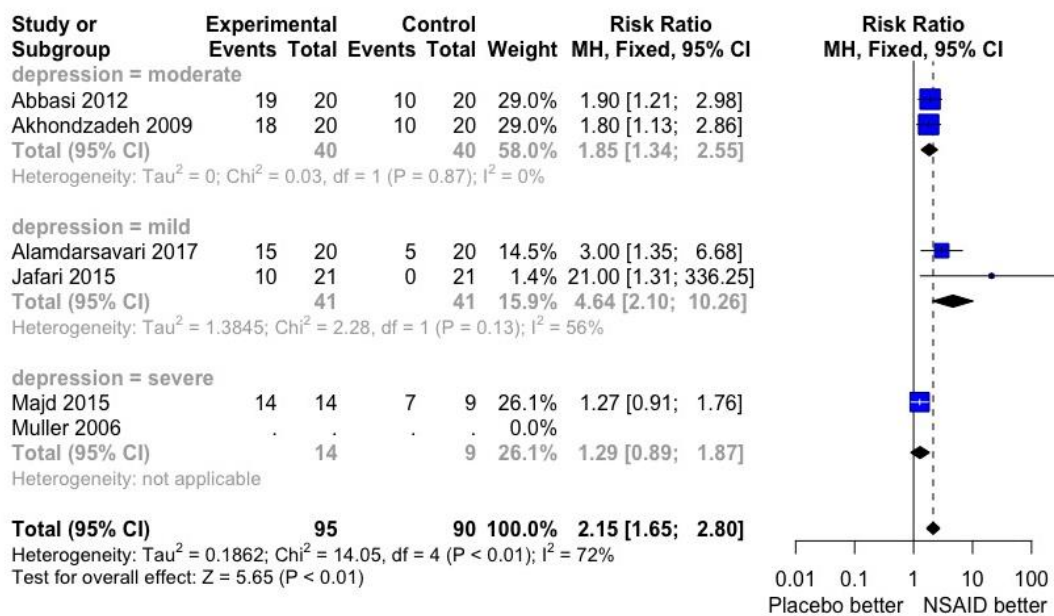 Study or Experimental Control Risk Ratio Risk Ratio
Subgroup Events Total Events Total Weight MH, Fixed, 95% CI MH, Fixed, 95% CI
depression = moderate
Abbasi 2012 19 20 10 20 29.0% 1.90 [1.21; 2.98]
Akhondzadeh 2009 18 20 10 20 29.0% 1.80 [1.13; 2.86]
Total (95% CI) 40 40 58.0% 1.85 [1.34; 2.55]
Heterogeneity: Tau² = 0; Chi² = 0.03, df = 1 (P = 0.87); I² = 0%
depression = mild
Alamdarsavari 2017 15 20 5 20 14.5% 3.00 [1.35; 6.68]
Jafari 2015 10 21 0 21 1.4% 21.00 [1.31; 336.25]
Total (95% CI) 41 41 15.9% 4.64 [2.10; 10.26]
Heterogeneity: Tau² = 1.3845; Chi² = 2.28, df = 1 (P = 0.13); I² = 56%
depression = severe
Majd 2015 14 14 7 9 26.1% 1.27 [0.91; 1.76]
Muller 2006 . . . . 0.0%
Total (95% CI) 14 9 26.1% 1.29 [0.89; 1.87]
Heterogeneity: not applicable
Total (95% CI) 95 90 100.0% 2.15 [1.65; 2.80]
Heterogeneity: Tau² = 0.1862; Chi² = 14.05, df = 4 (P < 0.01); I² = 72%
Test for overall effect: Z = 5.65 (P < 0.01)
0.01 0.1 1 10 100
Placebo better NSAID better